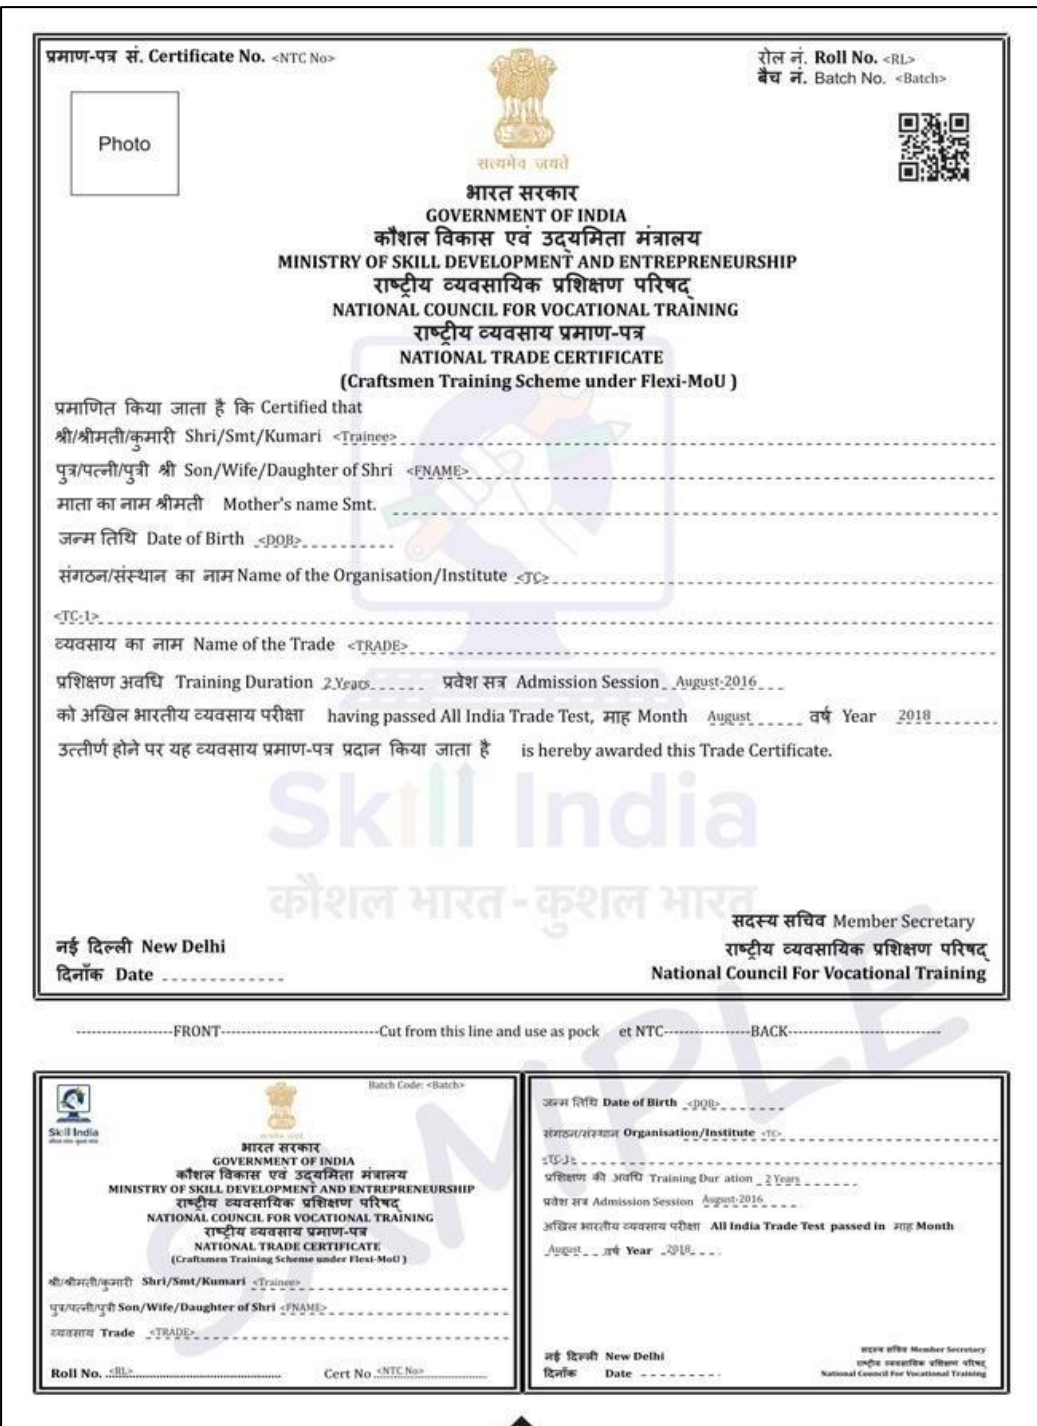 प्रमाण-पत्र सं. Certificate No. <NTC No>
रोल नं. Roll No. <RL>
बैच नं. Batch No. <Batch>
Photo
सत्यमेव जयते
भारत सरकार
GOVERNMENT OF INDIA
कौशल विकास एवं उद्यमिता मंत्रालय
MINISTRY OF SKILL DEVELOPMENT AND ENTREPRENEURSHIP
राष्ट्रीय व्यवसायिक प्रशिक्षण परिषद्
NATIONAL COUNCIL FOR VOCATIONAL TRAINING
राष्ट्रीय व्यवसाय प्रमाण-पत्र
NATIONAL TRADE CERTIFICATE
(Craftsmen Training Scheme under Flexi-MoU )
प्रमाणित किया जाता है कि Certified that
श्री/श्रीमती/कुमारी Shri/Smt/Kumari <Trainee>
पुत्र/पत्नी/पुत्री श्री Son/Wife/Daughter of Shri <FNAME>
माता का नाम श्रीमती Mother's name Smt.
जन्म तिथि Date of Birth <DOB>
संगठन/संस्थान का नाम Name of the Organisation/Institute <TC>
<TC-1>
व्यवसाय का नाम Name of the Trade <TRADE>
प्रशिक्षण अवधि Training Duration 2 Years प्रवेश सत्र Admission Session August-2016
को अखिल भारतीय व्यवसाय परीक्षा having passed All India Trade Test, माह Month August वर्ष Year 2018
उत्तीर्ण होने पर यह व्यवसाय प्रमाण-पत्र प्रदान किया जाता है is hereby awarded this Trade Certificate.
Skill India
कौशल भारत-कुशल भारत
सदस्य सचिव Member Secretary
नई दिल्ली New Delhi राष्ट्रीय व्यवसायिक प्रशिक्षण परिषद्
दिनाँक Date National Council For Vocational Training
-------------------FRONT-------------------------------Cut from this line and use as pock et NTC-----------------BACK------------------------------
SAMPLE
Batch Code: <Batch>
Skill India
कौशल भारत-कुशल भारत
सत्यमेव जयते
भारत सरकार
GOVERNMENT OF INDIA
कौशल विकास एवं उद्यमिता मंत्रालय
MINISTRY OF SKILL DEVELOPMENT AND ENTREPRENEURSHIP
राष्ट्रीय व्यवसायिक प्रशिक्षण परिषद्
NATIONAL COUNCIL FOR VOCATIONAL TRAINING
राष्ट्रीय व्यवसाय प्रमाण-पत्र
NATIONAL TRADE CERTIFICATE
(Craftsmen Training Scheme under Flexi-MoU )
श्री/श्रीमती/कुमारी Shri/Smt/Kumari <Trainee>
पुत्र/पत्नी/पुत्री Son/Wife/Daughter of Shri <FNAME>
व्यवसाय Trade <TRADE>
Roll No. <RL> Cert No <NTC No>
जन्म तिथि Date of Birth <DOB>
संगठन/संस्थान Organisation/Institute <TC>
<TC-1>
प्रशिक्षण की अवधि Training Dur ation 2 Years
प्रवेश सत्र Admission Session August-2016
अखिल भारतीय व्यवसाय परीक्षा All India Trade Test passed in माह Month
August वर्ष Year 2018
सदस्य सचिव Member Secretary
नई दिल्ली New Delhi राष्ट्रीय व्यवसायिक प्रशिक्षण परिषद्
दिनाँक Date National Council For Vocational Training